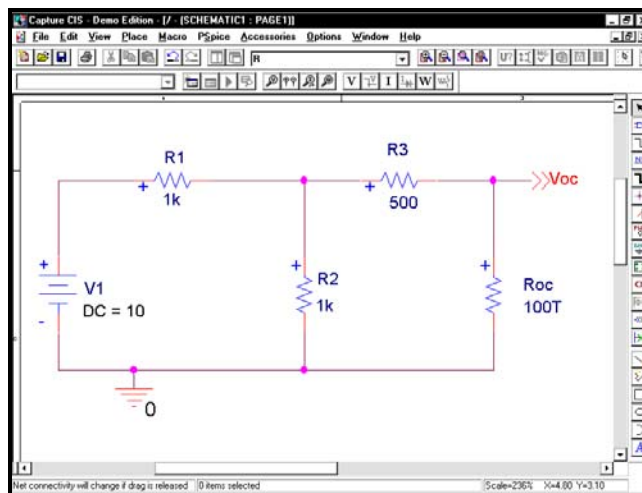 Capture CIS - Demo Edition - [/ - (SCHEMATIC1 : PAGE1)]
File Edit View Place Macro PSpice Accessories Options Window Help
R
U?
V I W
R1
1k
R3
500
Voc
V1
DC = 10
R2
1k
Roc
100T
0
Net connectivity will change if drag is released 0 items selected Scale=236% X=4.80 Y=3.10